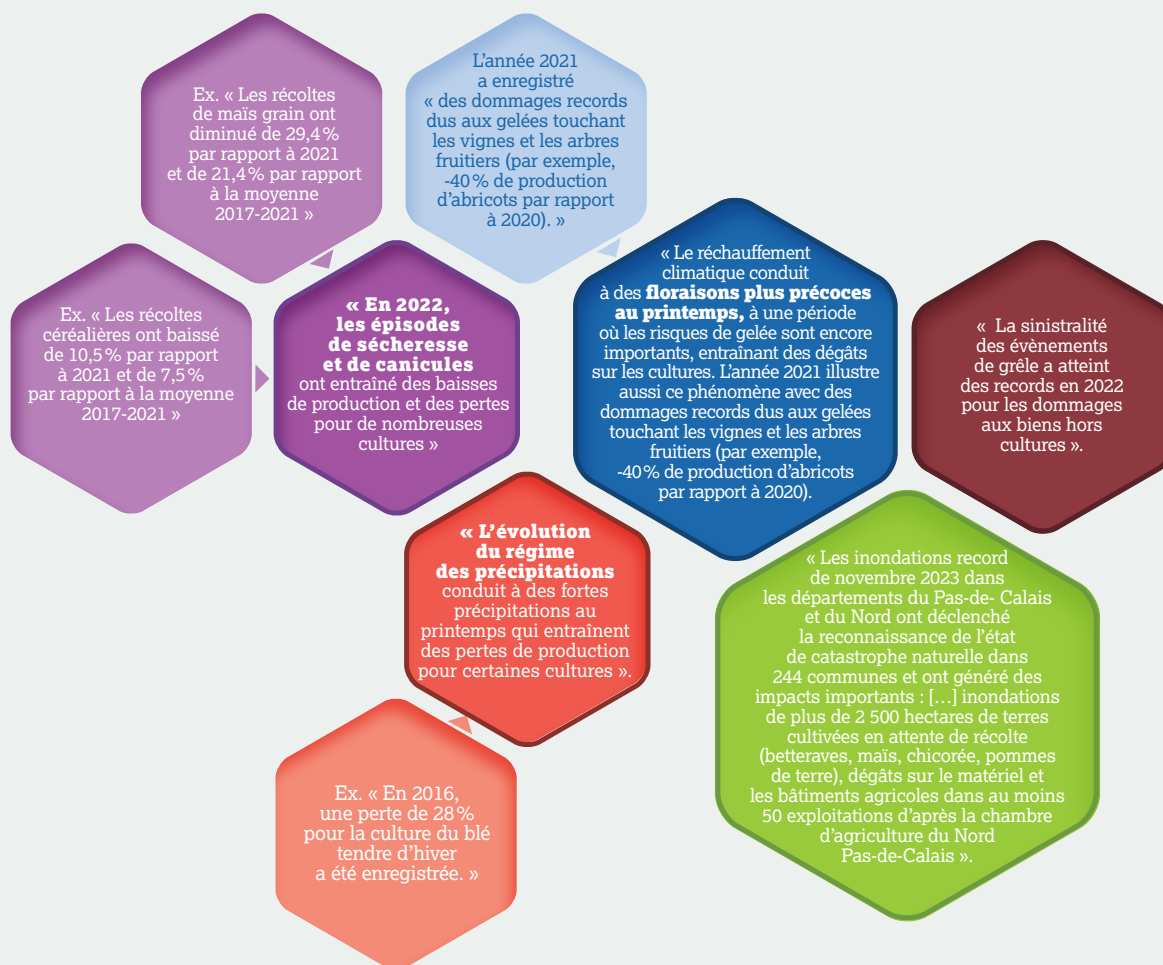 Ex. « Les récoltes
de maïs grain ont
diminué de 29,4 %
par rapport à 2021
et de 21,4 % par rapport
à la moyenne
2017-2021 »
L'année 2021
a enregistré
« des dommages records
dus aux gelées touchant
les vignes et les arbres
fruitiers (par exemple,
-40 % de production
d'abricots par rapport
à 2020). »
Ex. « Les récoltes
céréalières ont baissé
de 10,5 % par rapport
à 2021 et de 7,5 %
par rapport à la moyenne
2017-2021 »
« En 2022,
les épisodes
de sécheresse
et de canicules
ont entraîné des baisses
de production et des pertes
pour de nombreuses
cultures »
« Le réchauffement
climatique conduit
à des floraisons plus précoces
au printemps, à une période
où les risques de gelée sont encore
importants, entraînant des dégâts
sur les cultures. L'année 2021 illustre
aussi ce phénomène avec des
dommages records dus aux gelées
touchant les vignes et les arbres
fruitiers (par exemple,
-40 % de production d'abricots
par rapport à 2020).
« La sinistralité
des évènements
de grêle a atteint
des records en 2022
pour les dommages
aux biens hors
cultures ».
« L'évolution
du régime
des précipitations
conduit à des fortes
précipitations au
printemps qui entraînent
des pertes de production
pour certaines cultures ».
« Les inondations record
de novembre 2023 dans
les départements du Pas-de- Calais
et du Nord ont déclenché
la reconnaissance de l'état
de catastrophe naturelle dans
244 communes et ont généré des
impacts importants : […] inondations
de plus de 2 500 hectares de terres
cultivées en attente de récolte
(betteraves, maïs, chicorée, pommes
de terre), dégâts sur le matériel et
les bâtiments agricoles dans au moins
50 exploitations d'après la chambre
d'agriculture du Nord
Pas-de-Calais ».
Ex. « En 2016,
une perte de 28 %
pour la culture du blé
tendre d'hiver
a été enregistrée. »